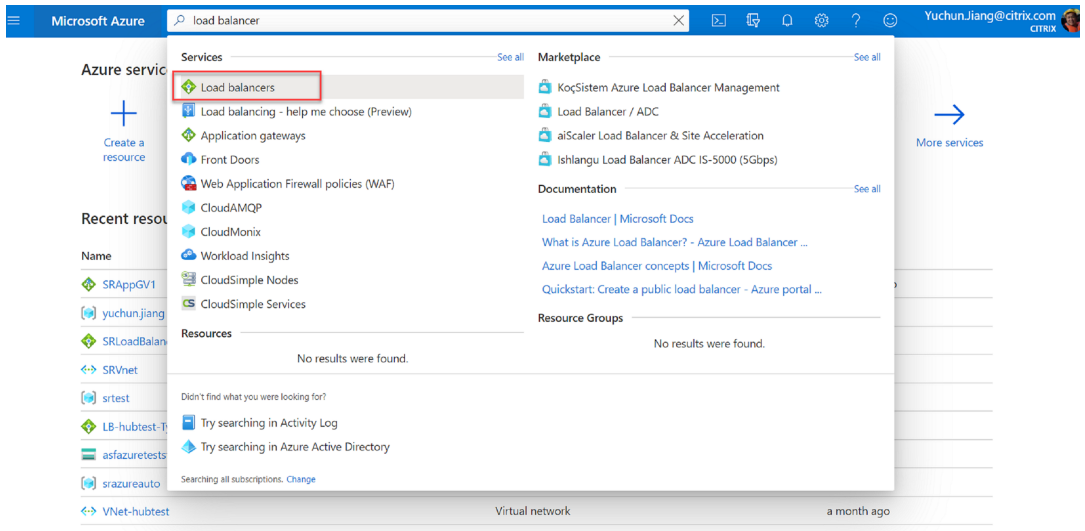 Microsoft Azure
load balancer
Yuchun.Jiang@citrix.com
CITRIX
Azure servic
Create a
resource
More services
Services
See all
Load balancers
Load balancing - help me choose (Preview)
Application gateways
Front Doors
Web Application Firewall policies (WAF)
CloudAMQP
CloudMonix
Workload Insights
CloudSimple Nodes
CloudSimple Services
Resources
No results were found.
Marketplace
See all
KoçSistem Azure Load Balancer Management
Load Balancer / ADC
aiScaler Load Balancer & Site Acceleration
Ishlangu Load Balancer ADC IS-5000 (5Gbps)
Documentation
See all
Load Balancer | Microsoft Docs
What is Azure Load Balancer? - Azure Load Balancer ...
Azure Load Balancer concepts | Microsoft Docs
Quickstart: Create a public load balancer - Azure portal ...
Resource Groups
No results were found.
Didn't find what you were looking for?
Try searching in Activity Log
Try searching in Azure Active Directory
Searching all subscriptions. Change
Recent resou
Name
SRAppGV1
yuchun.jiang
SRLoadBalan
SRVnet
srtest
LB-hubtest-T
asfazuretests
srazureauto
VNet-hubtest
Virtual network
a month ago